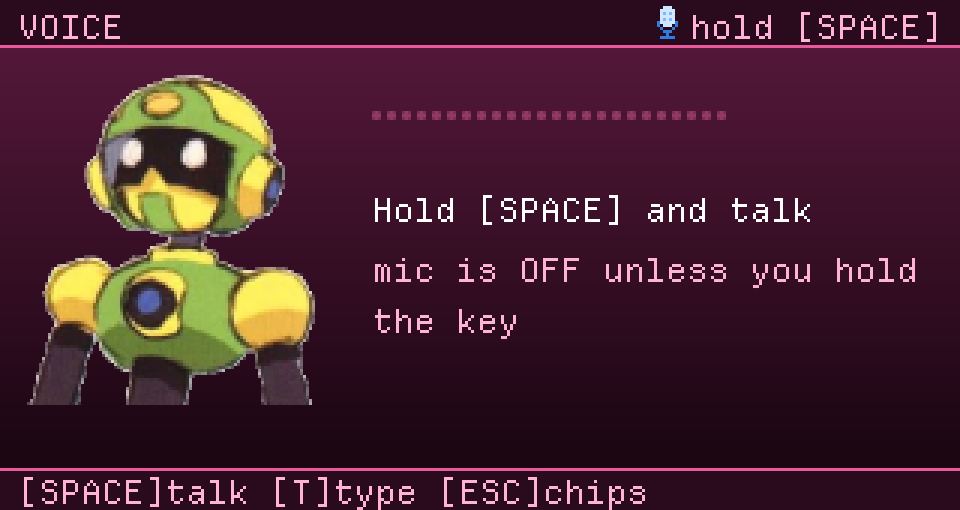 VOICE
hold [SPACE]
Hold [SPACE] and talk
mic is OFF unless you hold
the key
[SPACE]talk [T]type [ESC]chips